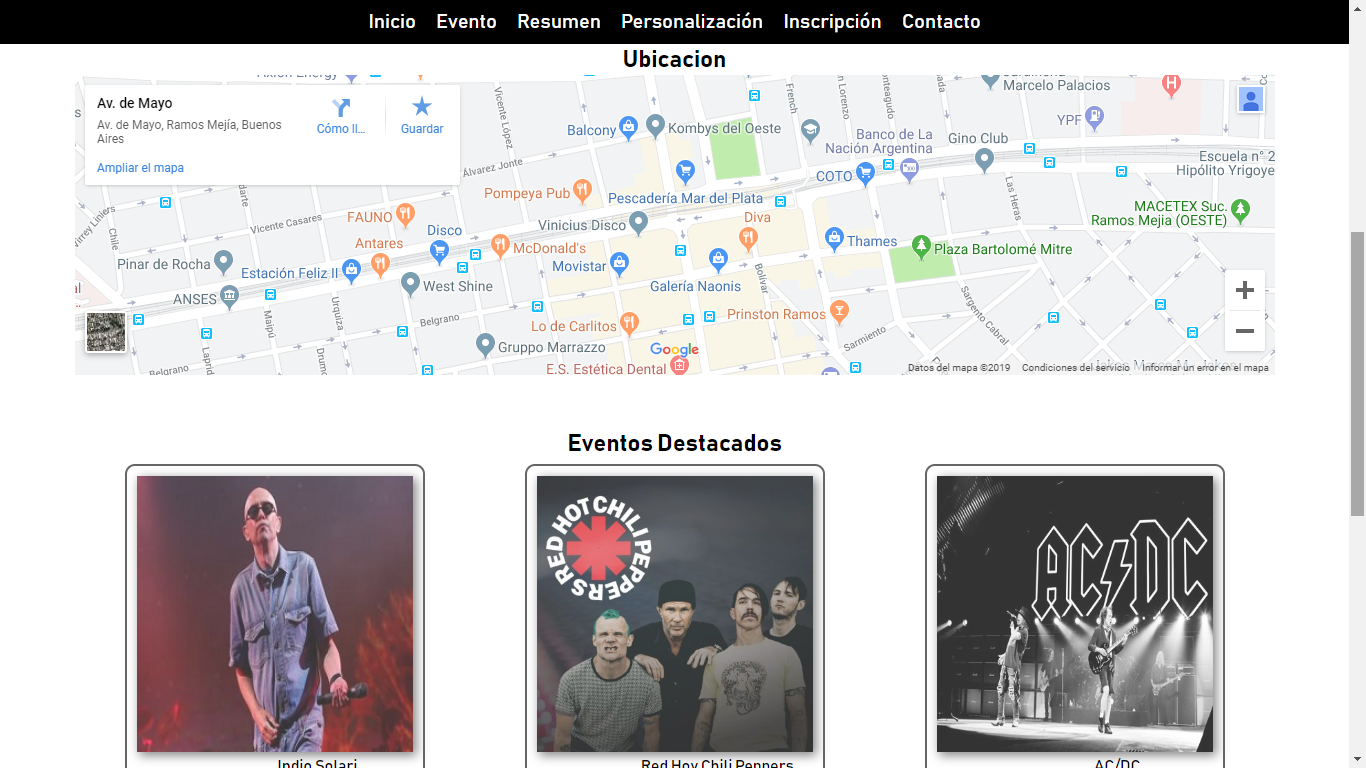 Inicio Evento Resumen Personalización Inscripción Contacto
Ubicacion
Av. de Mayo
Av. de Mayo, Ramos Mejía, Buenos
Aires
Cómo ll...
Guardar
Ampliar el mapa
Marcelo Palacios
Vicente López
French
YPF
Balcony
Kombys del Oeste
Banco de La
Nación Argentina
Gino Club
Álvarez Jonte
Escuela n° 2
Hipólito Yrigoye
COTO
Pompeya Pub
Pescadería Mar del Plata
Las Heras
MACETEX Suc.
Ramos Mejia (OESTE)
Virrey Liniers
Chile
Vicente Casares
FAUNO
Vinicius Disco
Diva
Disco
Antares
McDonald's
Thames
Plaza Bartolomé Mitre
Pinar de Rocha
Estación Feliz II
Movistar
Bolívar
ANSES
West Shine
Galería Naonis
Sargento Cabral
Maipú
Urquiza
Belgrano
Lo de Carlitos
Prinston Ramos
Sarmiento
Gruppo Marrazzo
Google
Belgrano
E.S. Estética Dental
Datos del mapa ©2019 Condiciones del servicio Informar un error en el mapa
Eventos Destacados
RED HOT CHILI PEPPERS
AC DC
Indio Solari
Red Hoy Chili Peppers
AC/DC